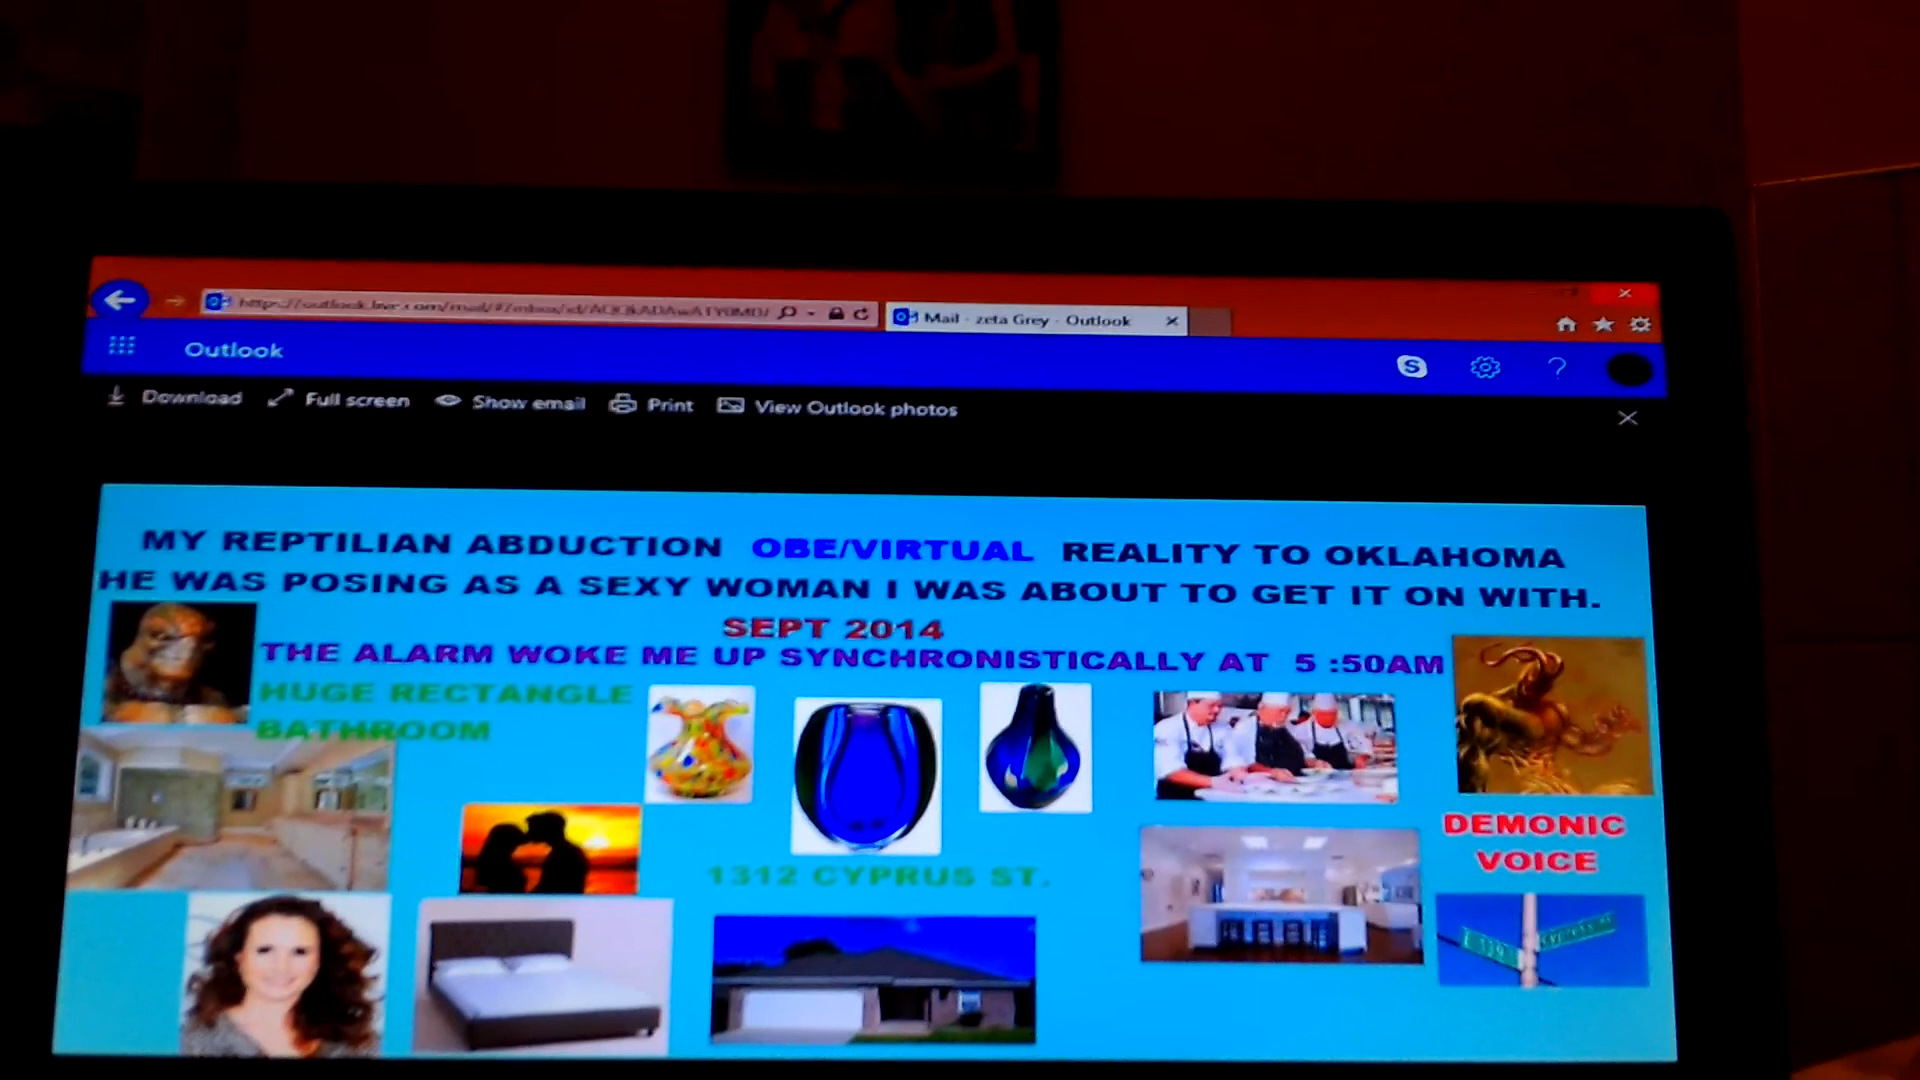 Mail - zeta Grey - Outlook
Outlook
Download Full screen Show email Print View Outlook photos
MY REPTILIAN ABDUCTION OBE/VIRTUAL REALITY TO OKLAHOMA
HE WAS POSING AS A SEXY WOMAN I WAS ABOUT TO GET IT ON WITH.
SEPT 2014
THE ALARM WOKE ME UP SYNCHRONISTICALLY AT 5 :50AM
HUGE RECTANGLE
BATHROOM
1312 CYPRUS ST.
DEMONIC
VOICE